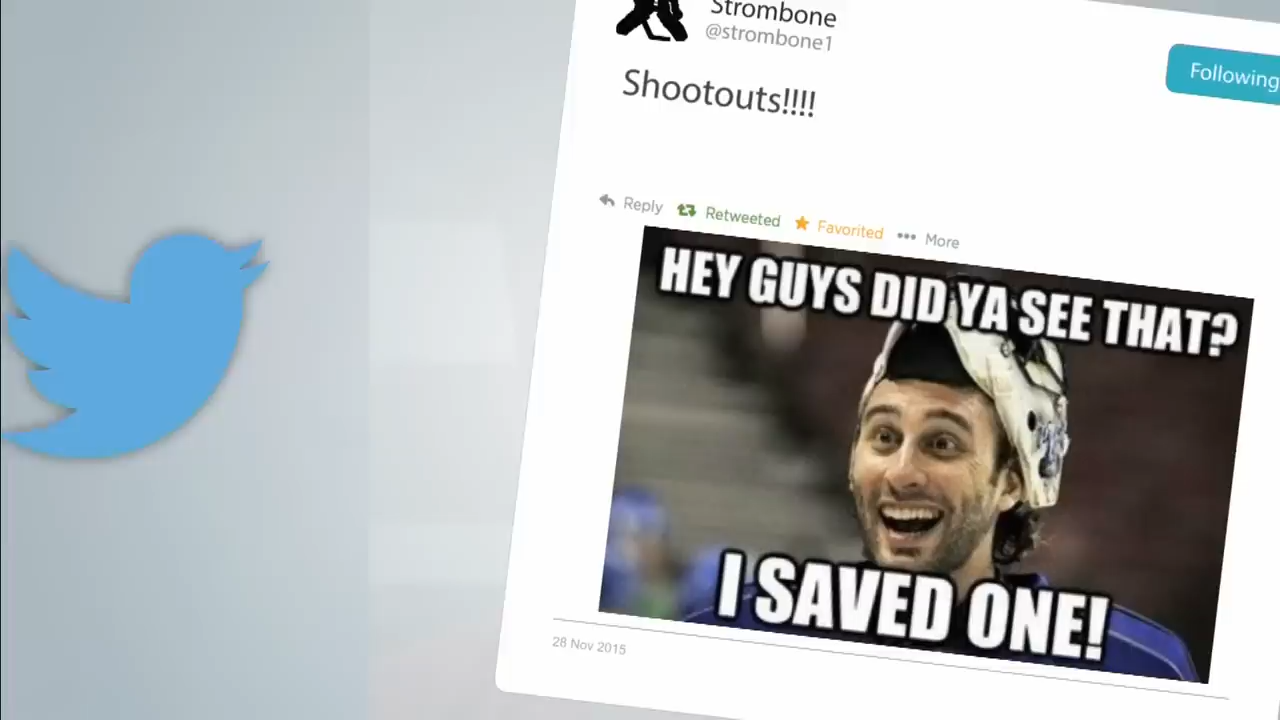 Strombone
@strombone1
Following
Shootouts!!!!
Reply Retweeted Favorited More
HEY GUYS DID YA SEE THAT?
I SAVED ONE!
28 Nov 2015